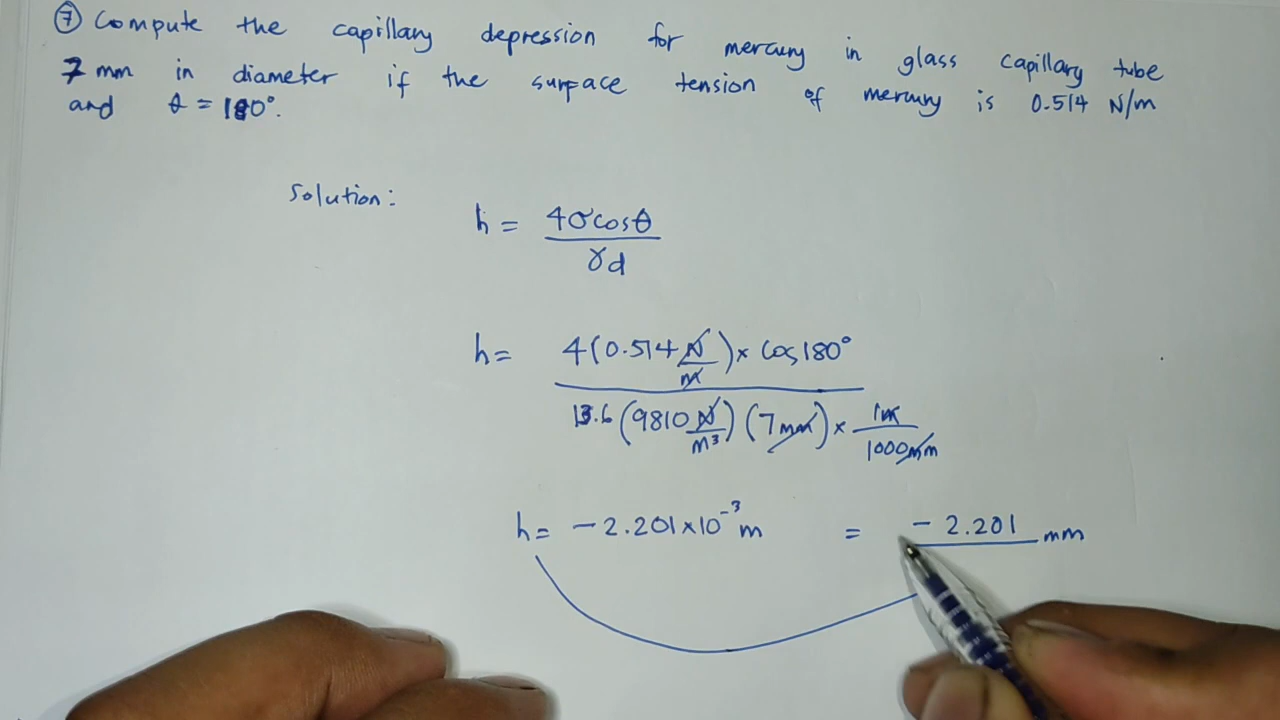 ⑦ Compute the capillary depression for mercury in glass capillary tube
7 mm in diameter if the surface tension of mercury is 0.514 N/m
and θ = 180°.
Solution:
h = 4σcosθ / γd
h = 4(0.514 N/m) × cos180° / 13.6 (9810 N/m³) (7mm) × 1m/1000mm
h = -2.201×10⁻³ m = -2.201 mm